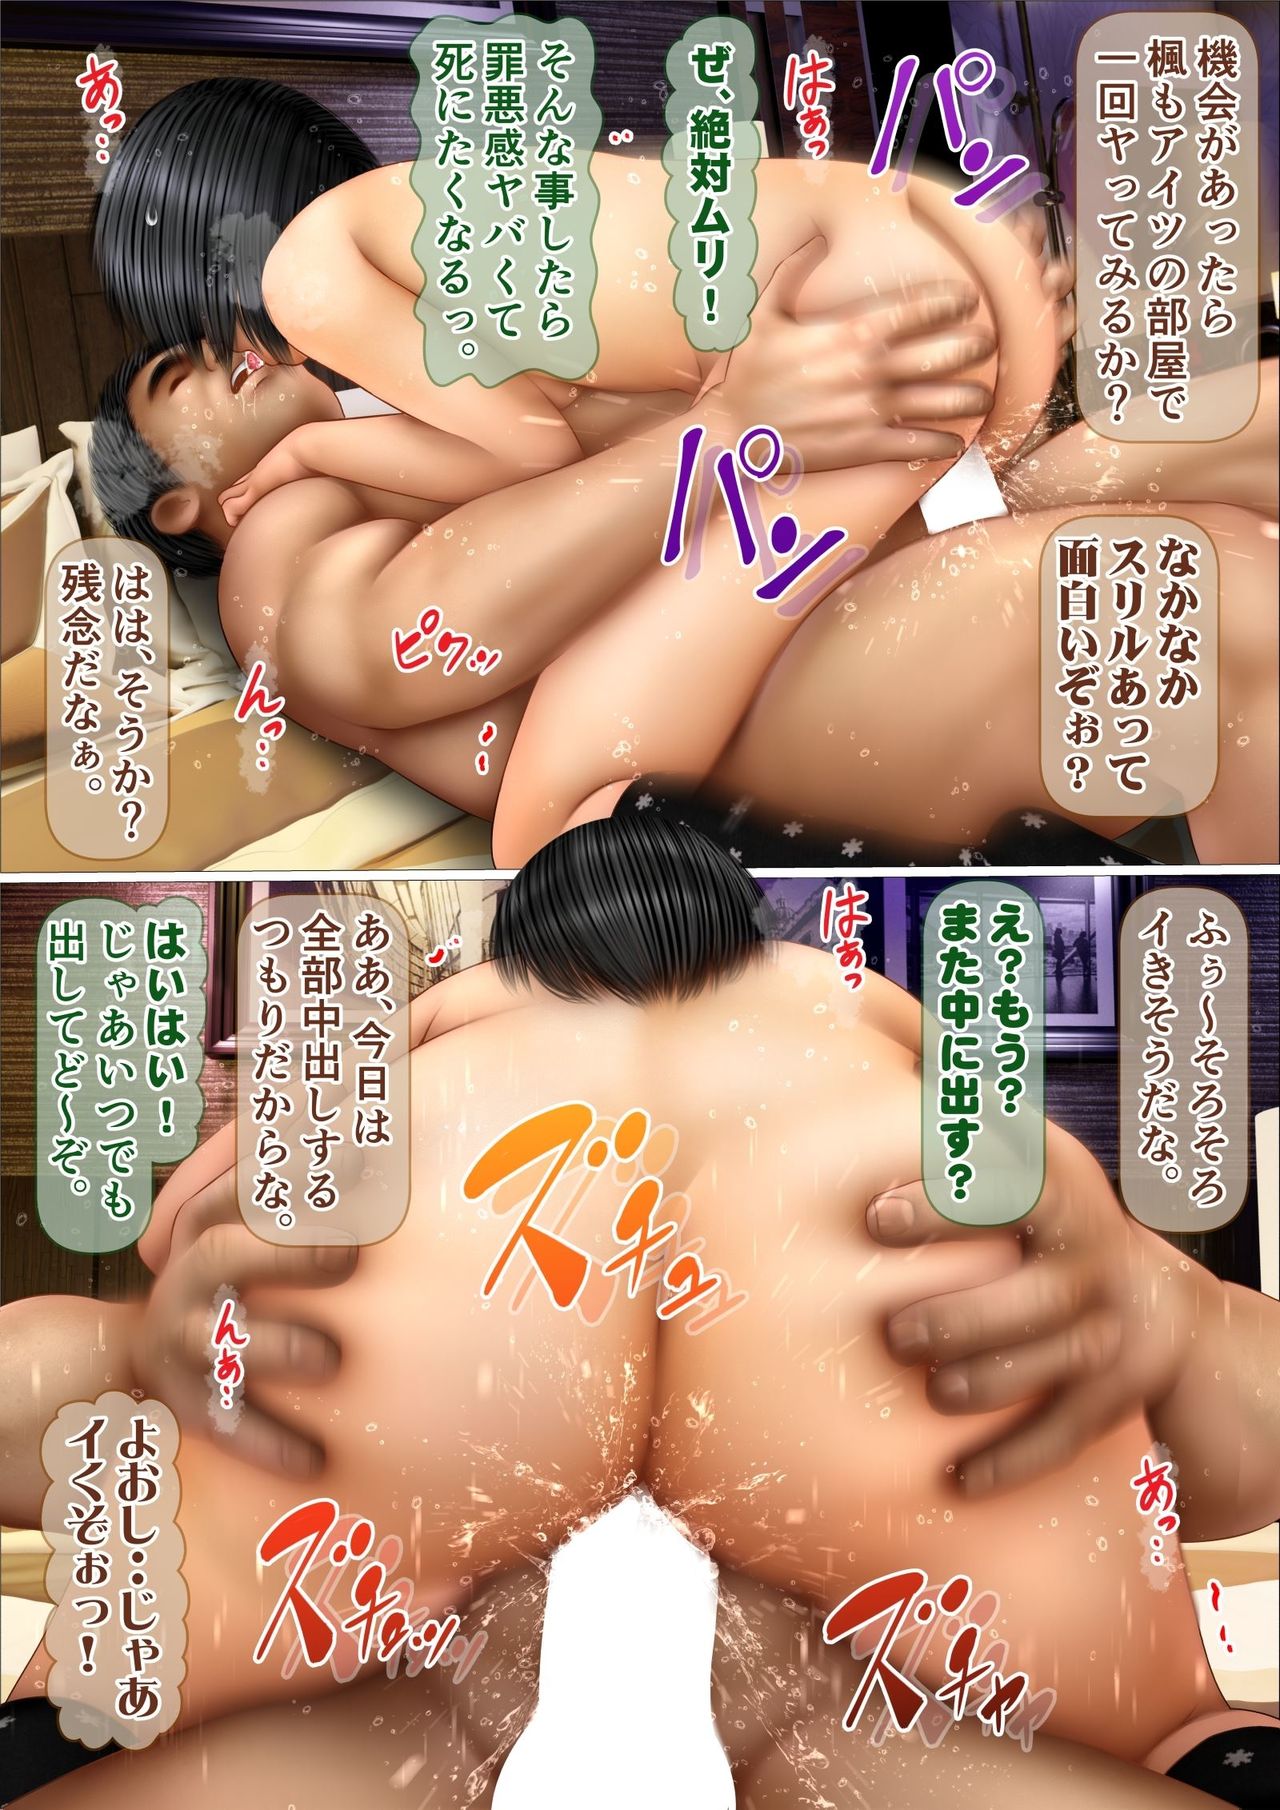 機会があったら
楓もアイツの部屋で
一回ヤってみるか？
パンッ
はぁっ
ぜ、絶対ムリ！
そんな事したら
罪悪感ヤバくて
死にたくなるっ。
あっ…
なかなか
スリルあって
面白いぞぉ？
パンッ
ピクッ
んっ…
はは、そうか？
残念だなぁ。
ふぅ～そろそろ
イきそうだな。
え？もう？
また中に出す？
はぁっ
ああ、今日は
全部中出しする
つもりだからな。
はいはい！
じゃあいつでも
出してど～ぞ。
ズチュ
んぁ…
あっ…
ズチャ
ズチュッ
よおし‥じゃあ
イくぞぉっ！